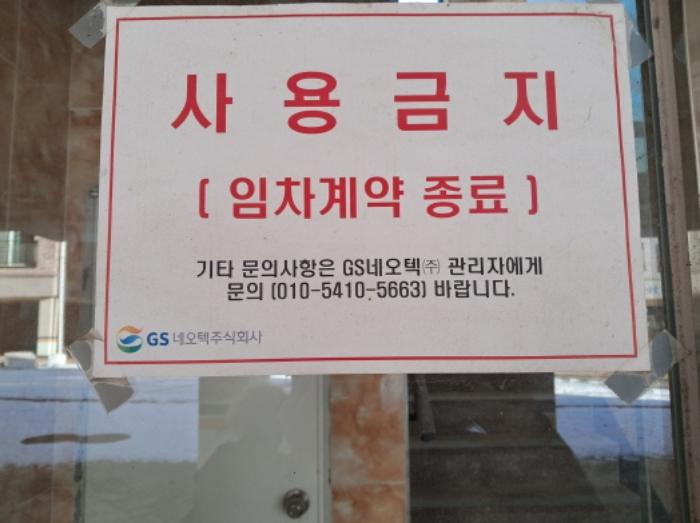 사용금지
( 임차계약 종료 )
기타 문의사항은 GS네오텍㈜ 관리자에게
문의 (010-5410-5663) 바랍니다.
GS 네오텍주식회사